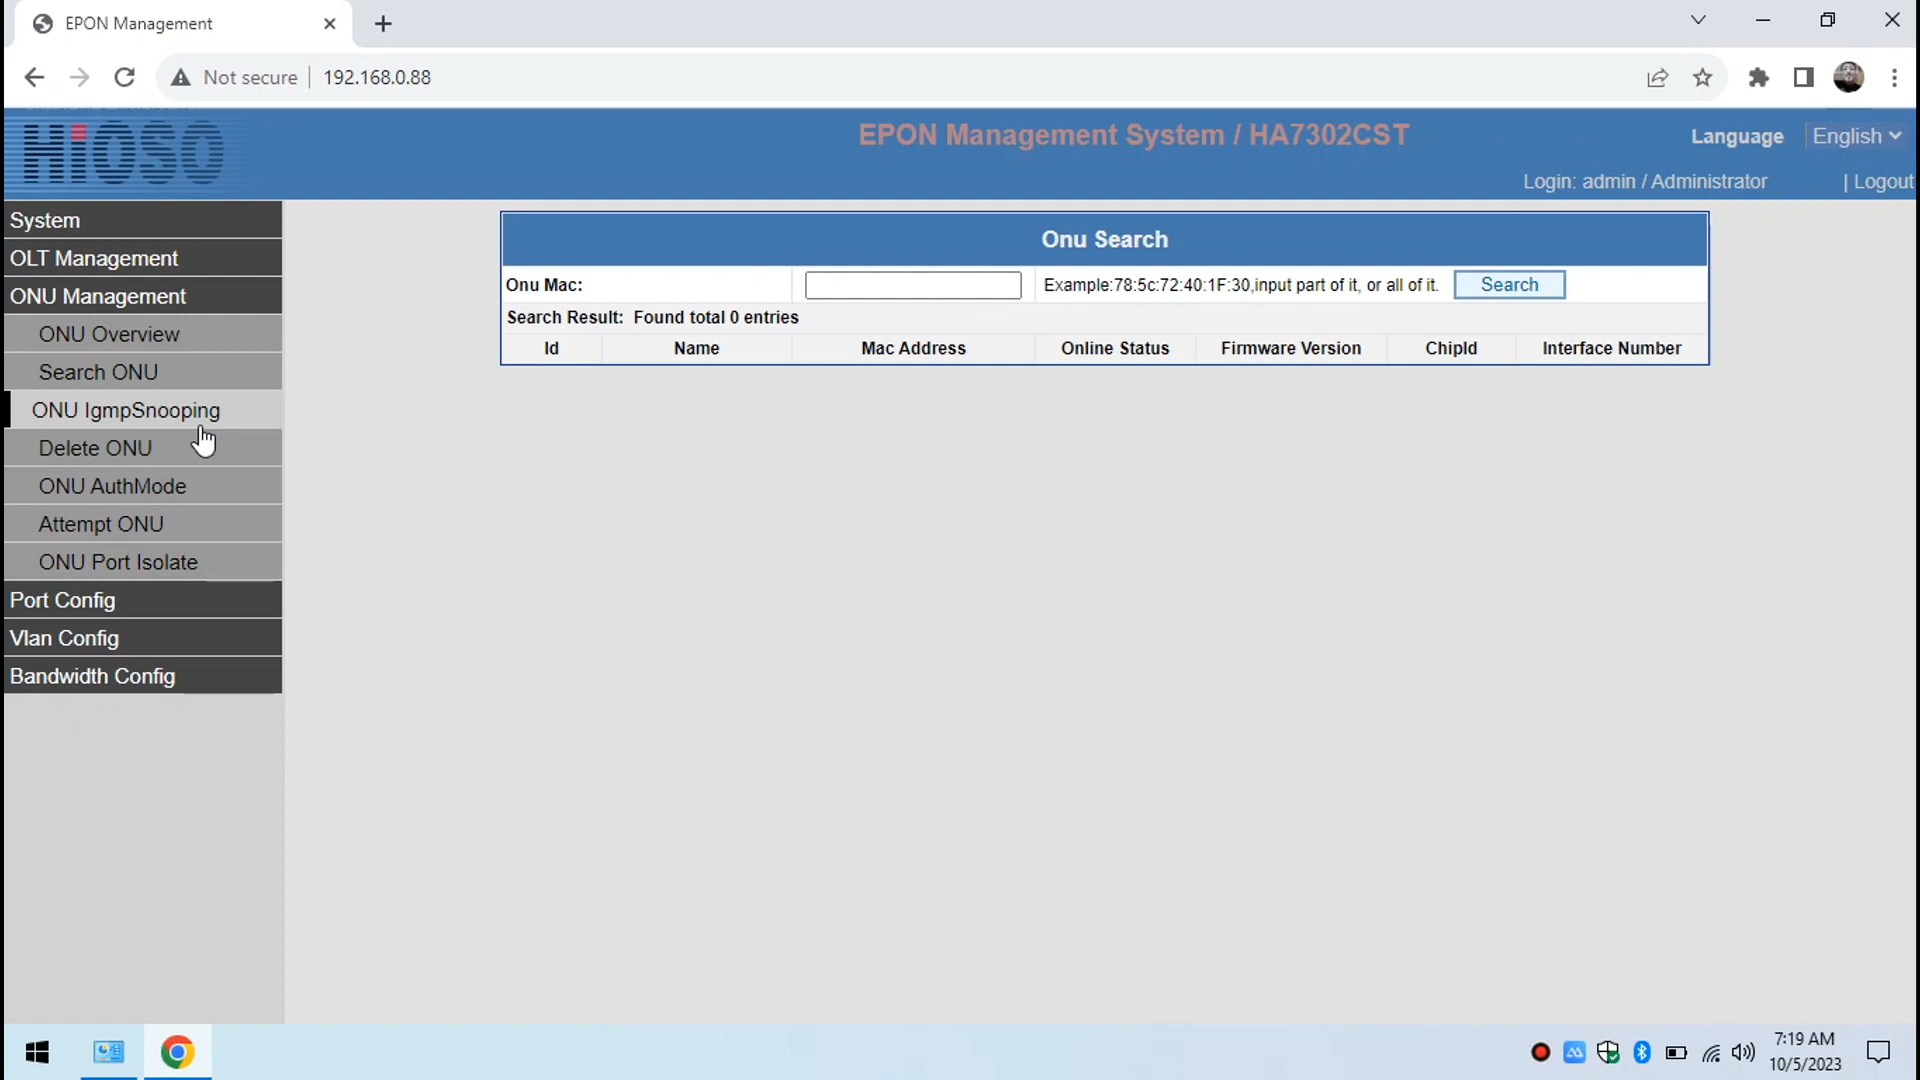 EPON Management
Not secure
192.168.0.88
HIOSO
EPON Management System / HA7302CST
Language
English
Login: admin / Administrator
| Logout
System
OLT Management
ONU Management
ONU Overview
Search ONU
ONU IgmpSnooping
Delete ONU
ONU AuthMode
Attempt ONU
ONU Port Isolate
Port Config
Vlan Config
Bandwidth Config
Onu Search
Onu Mac:
Example:78:5c:72:40:1F:30,input part of it, or all of it.
Search
Search Result: Found total 0 entries
Id Name Mac Address Online Status Firmware Version ChipId Interface Number
7:19 AM
10/5/2023